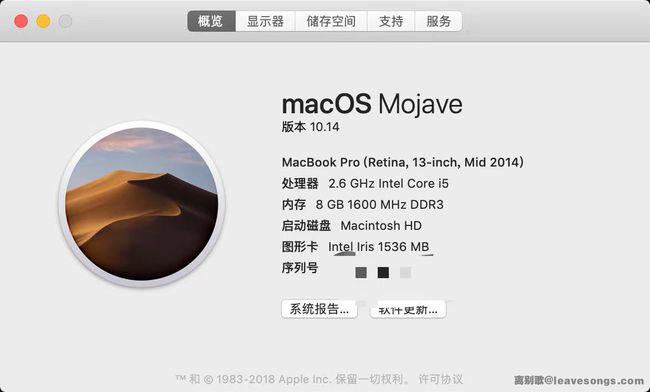 概览 显示器 储存空间 支持 服务
macOS Mojave
版本 10.14
MacBook Pro (Retina, 13-inch, Mid 2014)
处理器 2.6 GHz Intel Core i5
内存 8 GB 1600 MHz DDR3
启动磁盘 Macintosh HD
图形卡 Intel Iris 1536 MB
序列号
系统报告... 软件更新...
™ 和 © 1983-2018 Apple Inc. 保留一切权利。 许可协议
离别歌@leavesongs.com